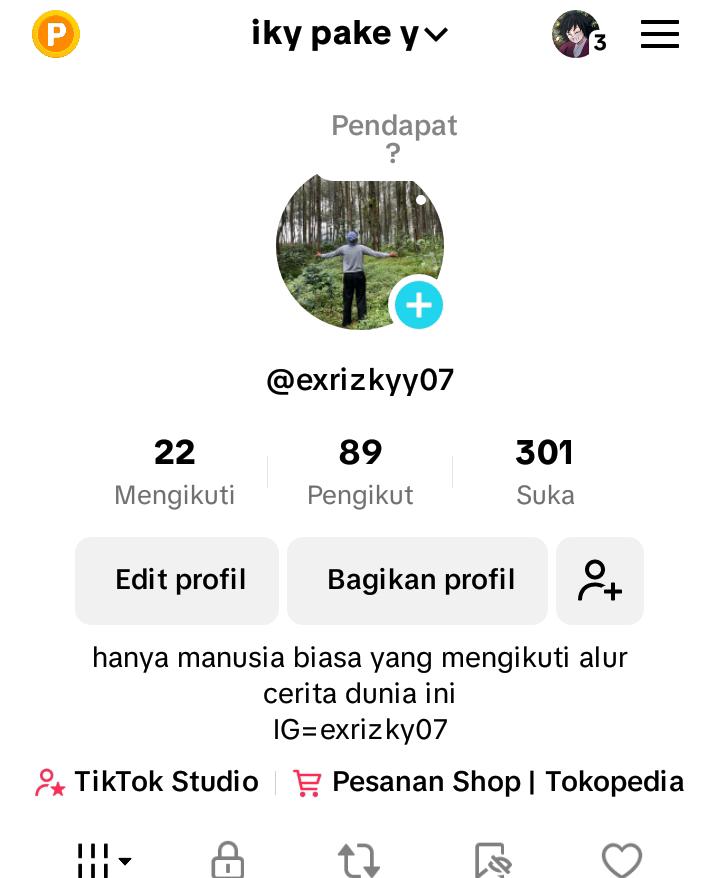 P
iky pake y
3
Pendapat
?
@exrizkyy07
22
89
301
Mengikuti
Pengikut
Suka
Edit profil
Bagikan profil
hanya manusia biasa yang mengikuti alur
cerita dunia ini
IG=exrizky07
TikTok Studio
Pesanan Shop | Tokopedia